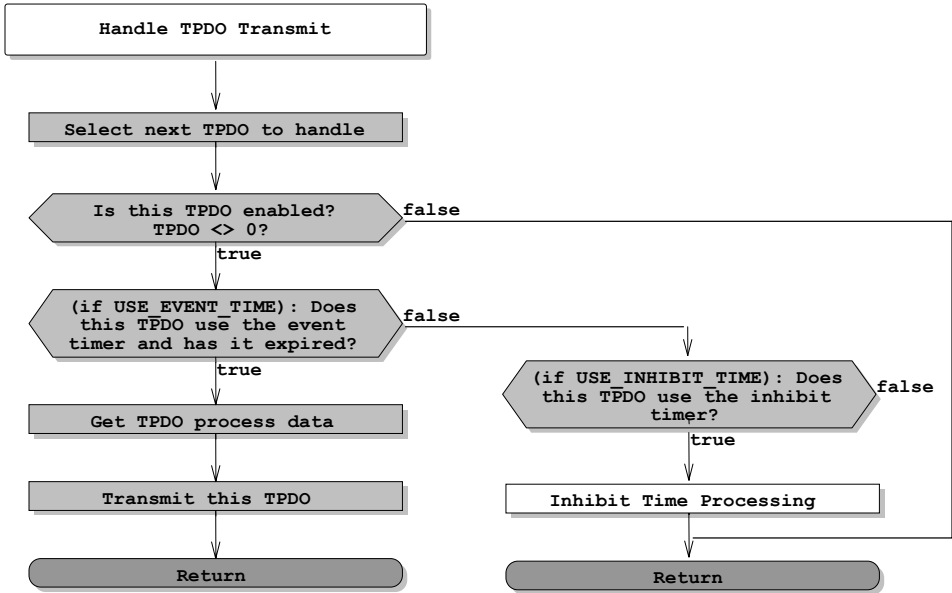 Handle TPDO Transmit
Select next TPDO to handle
Is this TPDO enabled?
TPDO <> 0?
false
true
(if USE_EVENT_TIME): Does
this TPDO use the event
timer and has it expired?
false
true
(if USE_INHIBIT_TIME): Does
this TPDO use the inhibit
timer?
false
true
Get TPDO process data
Transmit this TPDO
Inhibit Time Processing
Return
Return